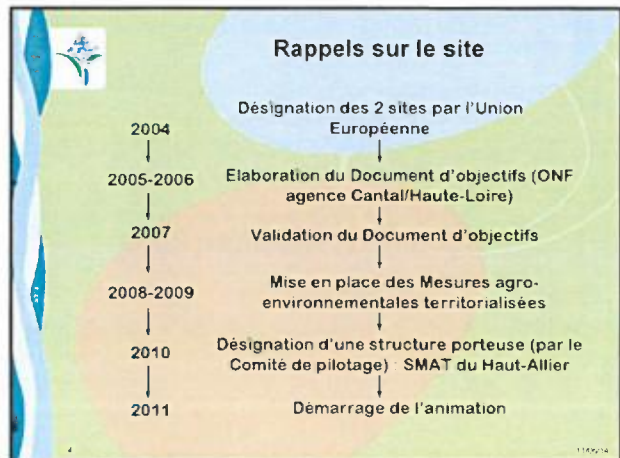 Rappels sur le site
Désignation des 2 sites par l'Union
2004 Européenne
2005-2006 Elaboration du Document d'objectifs (ONF
agence Cantal/Haute-Loire)
2007 Validation du Document d'objectifs
Mise en place des Mesures agro-
2008-2009 environnementales territorialisées
Désignation d'une structure porteuse (par le
2010 Comité de pilotage) : SMAT du Haut-Allier
2011 Démarrage de l'animation